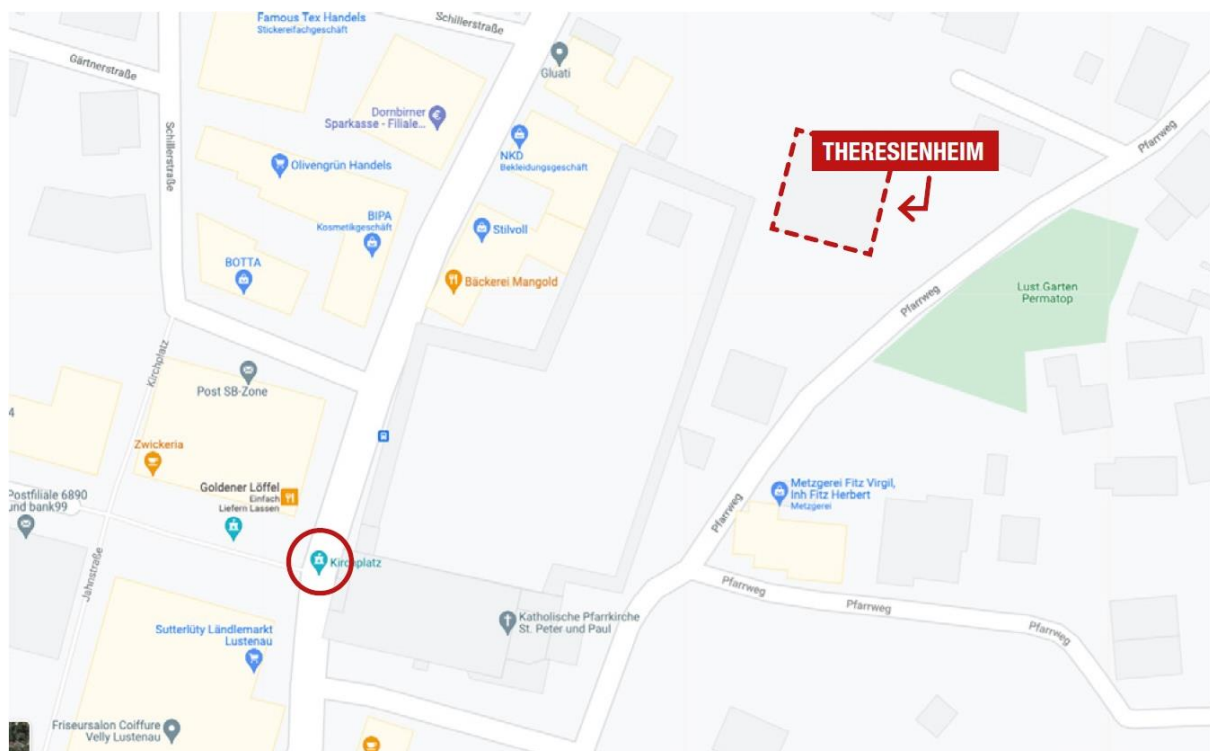 Famous Tex Handels
Stickereifachgeschäft
Schillerstraße
Gärtnerstraße
Gluati
Schillerstraße
Dornbirner
Sparkasse - Filiale...
Olivengrün Handels
NKD
Bekleidungsgeschäft
THERESIENHEIM
Pfarrweg
BIPA
Kosmetikgeschäft
Stilvoll
BOTTA
Bäckerei Mangold
Lust Garten
Permatop
Pfarrweg
Kirchplatz
Post SB-Zone
4
Zwickeria
Goldener Löffel
Einfach
Liefern Lassen
Postfiliale 6890
und bank99
Metzgerei Fitz Virgil,
Inh Fitz Herbert
Metzgerei
Pfarrweg
Kirchplatz
Jahnstraße
Pfarrweg
Pfarrweg
Pfarrweg
Katholische Pfarrkirche
St. Peter und Paul
Sutterlüty Ländlemarkt
Lustenau
Friseursalon Coiffure
Velly Lustenau